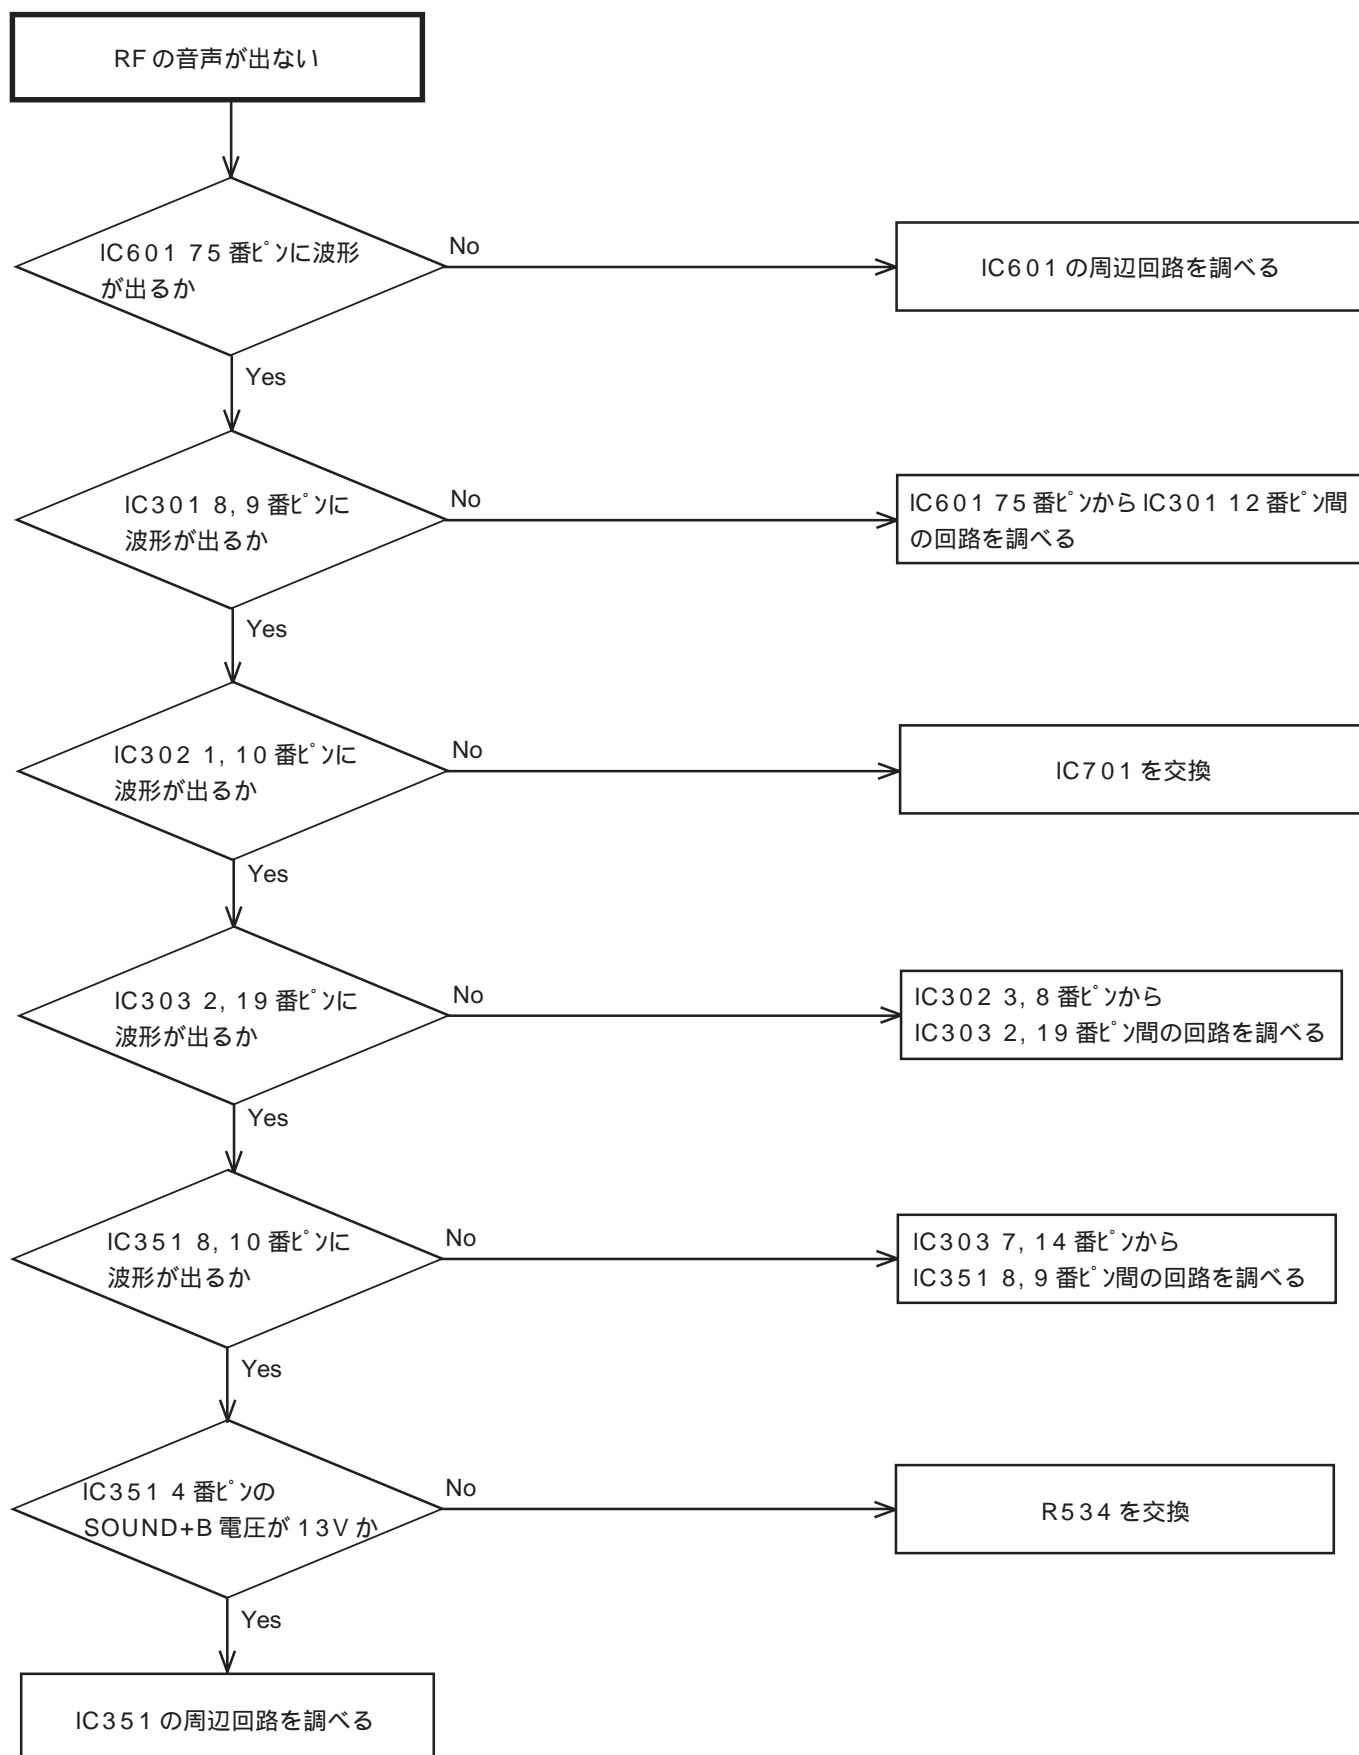 RFの音声が出ない
IC601 75番ピンに波形
が出るか
No
IC601の周辺回路を調べる
Yes
IC301 8, 9番ピンに
波形が出るか
No
IC601 75番ピンからIC301 12番ピン間
の回路を調べる
Yes
IC302 1, 10番ピンに
波形が出るか
No
IC701を交換
Yes
IC303 2, 19番ピンに
波形が出るか
No
IC302 3, 8番ピンから
IC303 2, 19番ピン間の回路を調べる
Yes
IC351 8, 10番ピンに
波形が出るか
No
IC303 7, 14番ピンから
IC351 8, 9番ピン間の回路を調べる
Yes
IC351 4番ピンの
SOUND+B電圧が13Vか
No
R534を交換
Yes
IC351の周辺回路を調べる